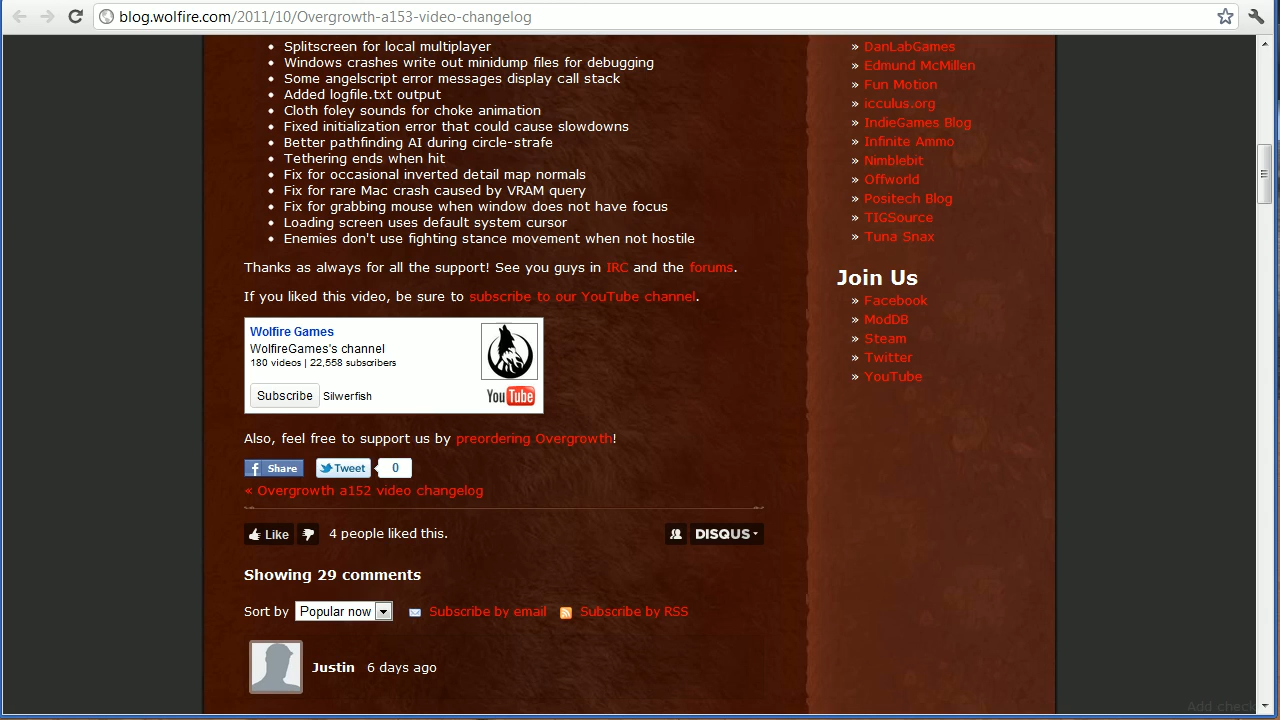 blog.wolfire.com/2011/10/Overgrowth-a153-video-changelog
• Splitscreen for local multiplayer
• Windows crashes write out minidump files for debugging
• Some angelscript error messages display call stack
• Added logfile.txt output
• Cloth foley sounds for choke animation
• Fixed initialization error that could cause slowdowns
• Better pathfinding AI during circle-strafe
• Tethering ends when hit
• Fix for occasional inverted detail map normals
• Fix for rare Mac crash caused by VRAM query
• Fix for grabbing mouse when window does not have focus
• Loading screen uses default system cursor
• Enemies don't use fighting stance movement when not hostile
Thanks as always for all the support! See you guys in IRC and the forums.
If you liked this video, be sure to subscribe to our YouTube channel.
Wolfire Games
WolfireGames's channel
180 videos | 22,558 subscribers
Subscribe Silwerfish
YouTube
Also, feel free to support us by preordering Overgrowth!
Share Tweet 0
« Overgrowth a152 video changelog
Like 4 people liked this. DISQUS
Showing 29 comments
Sort by Popular now Subscribe by email Subscribe by RSS
Justin 6 days ago
» DanLabGames
» Edmund McMillen
» Fun Motion
» icculus.org
» IndieGames Blog
» Infinite Ammo
» Nimblebit
» Offworld
» Positech Blog
» TIGSource
» Tuna Snax
Join Us
» Facebook
» ModDB
» Steam
» Twitter
» YouTube
Add check